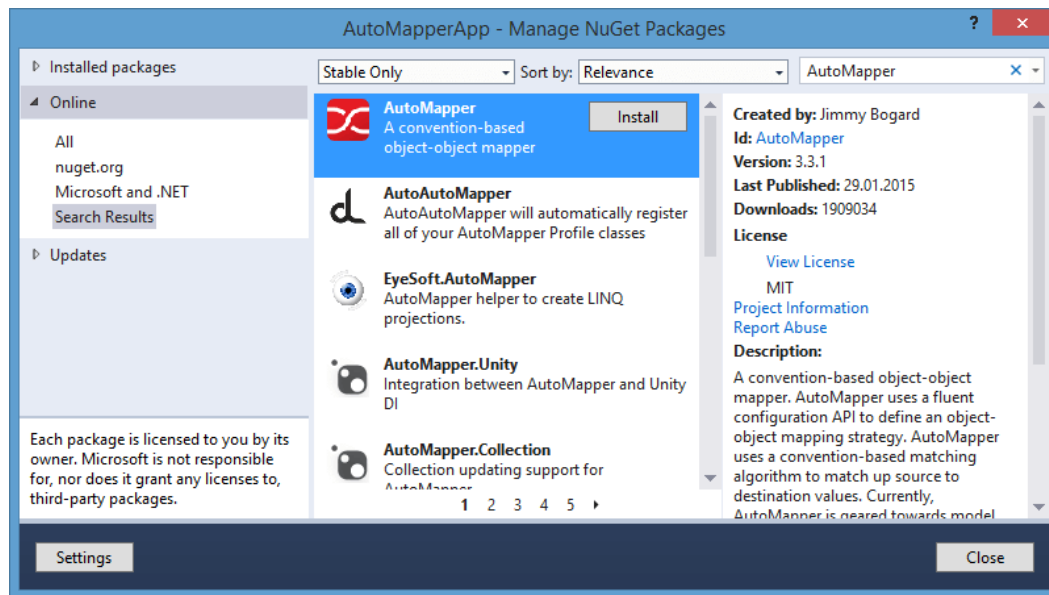 AutoMapperApp - Manage NuGet Packages
?
Installed packages
Online
All
nuget.org
Microsoft and .NET
Search Results
Updates
Each package is licensed to you by its
owner. Microsoft is not responsible
for, nor does it grant any licenses to,
third-party packages.
Stable Only
Sort by:
Relevance
AutoMapper
AutoMapper
A convention-based
object-object mapper
Install
AutoAutoMapper
AutoAutoMapper will automatically register
all of your AutoMapper Profile classes
EyeSoft.AutoMapper
AutoMapper helper to create LINQ
projections.
AutoMapper.Unity
Integration between AutoMapper and Unity
DI
AutoMapper.Collection
Collection updating support for
AutoMapper
1 2 3 4 5
Created by: Jimmy Bogard
Id: AutoMapper
Version: 3.3.1
Last Published: 29.01.2015
Downloads: 1909034
License
View License
MIT
Project Information
Report Abuse
Description:
A convention-based object-object
mapper. AutoMapper uses a fluent
configuration API to define an object-
object mapping strategy. AutoMapper
uses a convention-based matching
algorithm to match up source to
destination values. Currently,
AutoMapper is geared towards model
Settings
Close